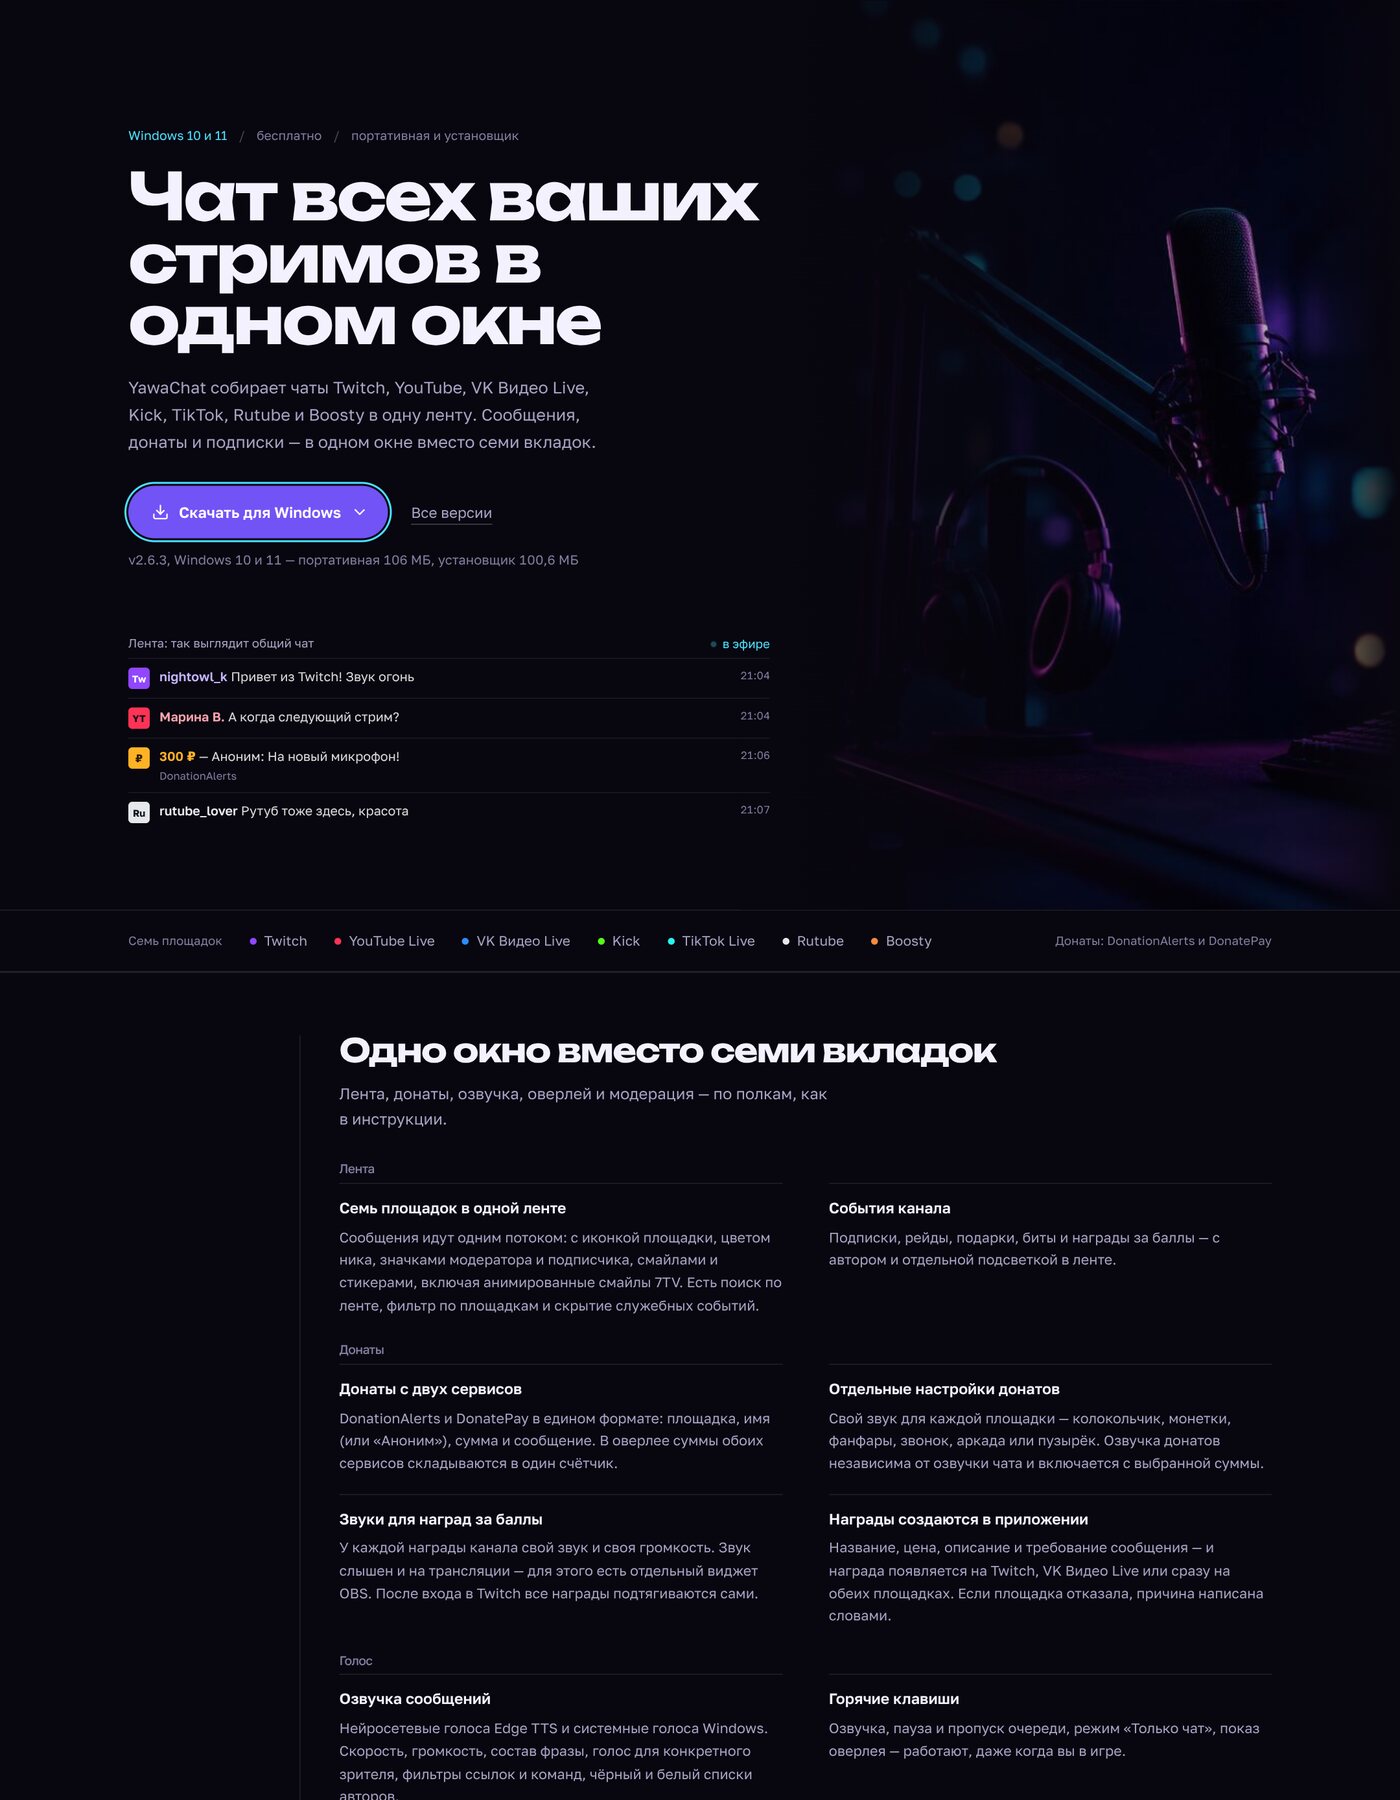 Windows 10 и 11 / бесплатно / портативная и установщик
Чат всех ваших
стримов в
одном окне
YawaChat собирает чаты Twitch, YouTube, VK Видео Live,
Kick, TikTok, Rutube и Boosty в одну ленту. Сообщения,
донаты и подписки — в одном окне вместо семи вкладок.
Скачать для Windows
Все версии
v2.6.3, Windows 10 и 11 — портативная 106 МБ, установщик 100,6 МБ
Лента: так выглядит общий чат
в эфире
Tw nightowl_k Привет из Twitch! Звук огонь 21:04
YT Марина В. А когда следующий стрим? 21:04
₽ 300 ₽ — Аноним: На новый микрофон! 21:06
DonationAlerts
Ru rutube_lover Рутуб тоже здесь, красота 21:07
Семь площадок Twitch YouTube Live VK Видео Live Kick TikTok Live Rutube Boosty Донаты: DonationAlerts и DonatePay
Одно окно вместо семи вкладок
Лента, донаты, озвучка, оверлей и модерация — по полкам, как
в инструкции.
Лента
Семь площадок в одной ленте
Сообщения идут одним потоком: с иконкой площадки, цветом
ника, значками модератора и подписчика, смайлами и
стикерами, включая анимированные смайлы 7TV. Есть поиск по
ленте, фильтр по площадкам и скрытие служебных событий.
События канала
Подписки, рейды, подарки, биты и награды за баллы — с
автором и отдельной подсветкой в ленте.
Донаты
Донаты с двух сервисов
DonationAlerts и DonatePay в едином формате: площадка, имя
(или «Аноним»), сумма и сообщение. В оверлее суммы обоих
сервисов складываются в один счётчик.
Отдельные настройки донатов
Свой звук для каждой площадки — колокольчик, монетки,
фанфары, звонок, аркада или пузырёк. Озвучка донатов
независима от озвучки чата и включается с выбранной суммы.
Звуки для наград за баллы
У каждой награды канала свой звук и своя громкость. Звук
слышен и на трансляции — для этого есть отдельный виджет
OBS. После входа в Twitch все награды подтягиваются сами.
Награды создаются в приложении
Название, цена, описание и требование сообщения — и
награда появляется на Twitch, VK Видео Live или сразу на
обеих площадках. Если площадка отказала, причина написана
словами.
Голос
Озвучка сообщений
Нейросетевые голоса Edge TTS и системные голоса Windows.
Скорость, громкость, состав фразы, голос для конкретного
зрителя, фильтры ссылок и команд, чёрный и белый списки
авторов.
Горячие клавиши
Озвучка, пауза и пропуск очереди, режим «Только чат», показ
оверлея — работают, даже когда вы в игре.